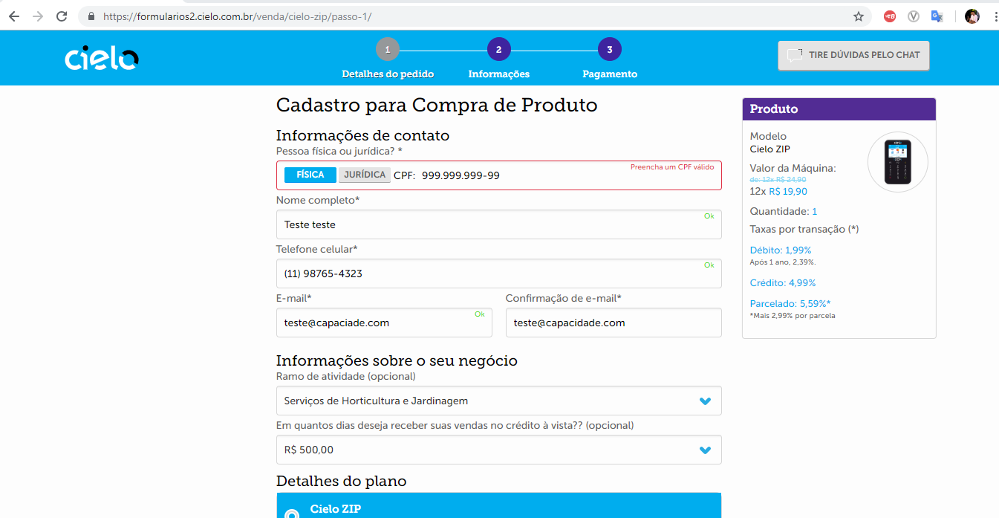 https://formularios2.cielo.com.br/venda/cielo-zip/passo-1/
cielo
1
2
3
Detalhes do pedido
Informações
Pagamento
TIRE DÚVIDAS PELO CHAT
Cadastro para Compra de Produto
Informações de contato
Pessoa física ou jurídica? *
FÍSICA JURÍDICA CPF: 999.999.999-99
Preencha um CPF válido
Nome completo*
Teste teste
Ok
Telefone celular*
(11) 98765-4323
Ok
E-mail*
teste@capaciade.com
Ok
Confirmação de e-mail*
teste@capacidade.com
Informações sobre o seu negócio
Ramo de atividade (opcional)
Serviços de Horticultura e Jardinagem
Em quantos dias deseja receber suas vendas no crédito à vista?? (opcional)
R$ 500,00
Detalhes do plano
Cielo ZIP
Produto
Modelo
Cielo ZIP
Valor da Máquina:
de: 12x R$ 24,90
12x R$ 19,90
Quantidade: 1
Taxas por transação (*)
Débito: 1,99%
Após 1 ano, 2,39%.
Crédito: 4,99%
Parcelado: 5,59%*
*Mais 2,99% por parcela